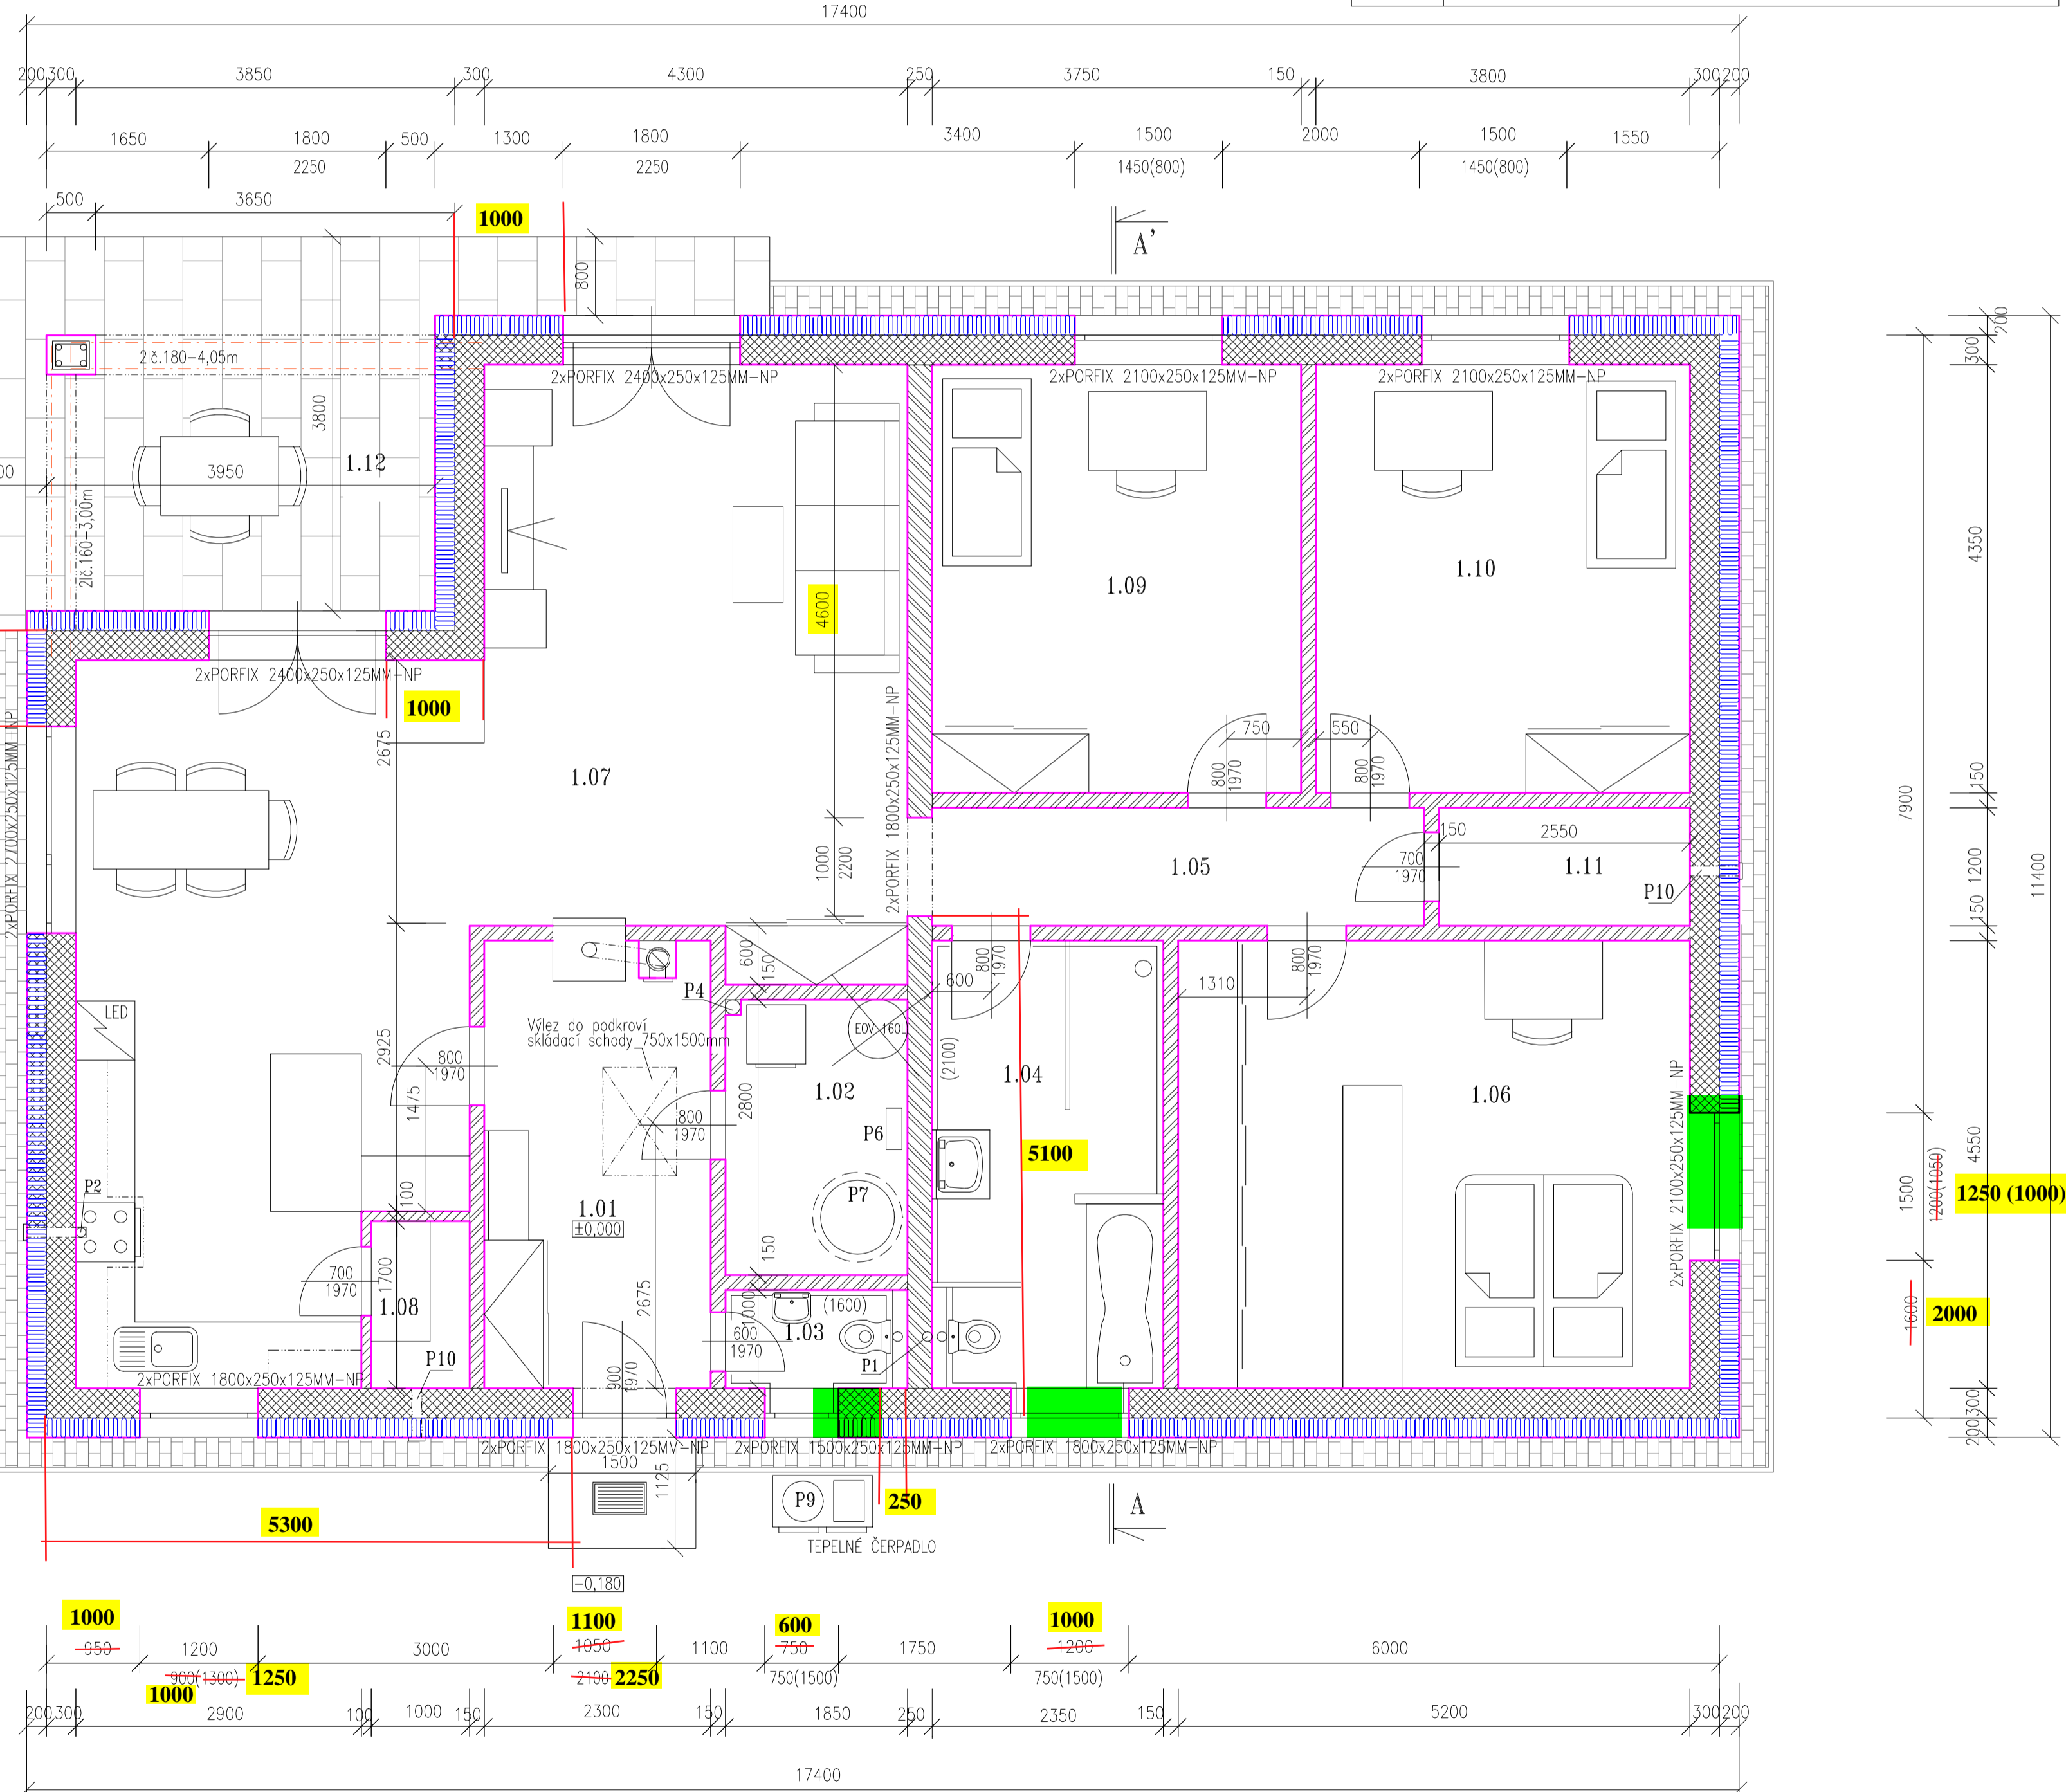 17400
200 300 3850 300 4300 250 3750 150 3800 300 200
1650 1800 500 1300 1800 3400 1500 2000 1500 1550
2250 2250 1450(800) 1450(800)
500 3650
1000
800
A'
200
300
2lč.180-4,05m
2xPORFIX 2400x250x125MM-NP
2xPORFIX 2100x250x125MM-NP
2xPORFIX 2100x250x125MM-NP
3800
3950
1.12
2lč.160-3,00m
4600
1.09
1.10
4350
2xPORFIX 2400x250x125MM-NP
1000
2xPORFIX 2700x250x125MM-NP
2675
1.07
2xPORFIX 1800x250x125MM-NP
750
550
800
1970
800
1970
150
7900
11400
1000
2200
1.05
150
2550
700
1970
1.11
P10
1200
150
600
150
P4
600
800
1970
1310
800
1970
LED
Výlez do podkroví
skládací schody 750x1500mm
EOV 160L
2925
800
1970
1475
800
1970
2800
1.02
(2100)
1.04
1.06
2xPORFIX 2100x250x125MM-NP
P6
5100
4550
1500
1200(1050)
1250 (1000)
P2
100
1.01
±0,000
P7
150
700
1970
1700
1.08
2675
1000
(1600)
1.03
600
1970
P1
1600
2000
P10
900
1970
300
200
2xPORFIX 1800x250x125MM-NP
2xPORFIX 1800x250x125MM-NP
2xPORFIX 1500x250x125MM-NP
2xPORFIX 1800x250x125MM-NP
1500
1125
P9
250
A
5300
TEPELNÉ ČERPADLO
-0,180
1000 1100 600 1000
950 1200 3000 1050 1100 750 1750 1200 6000
900(1300) 1250 2100 2250 750(1500) 750(1500)
1000
200 300 2900 100 1000 150 2300 150 1850 250 2350 150 5200 300 200
17400